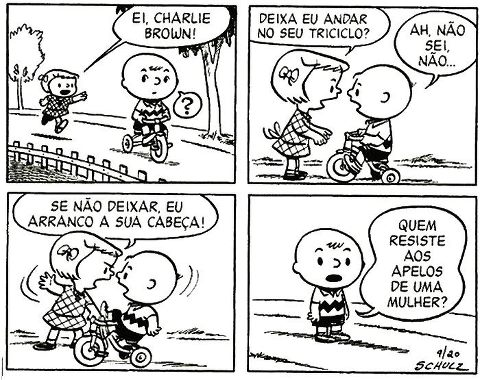 EI, CHARLIE
BROWN!
?
DEIXA EU ANDAR
NO SEU TRICICLO?
AH, NÃO
SEI,
NÃO...
SE NÃO DEIXAR, EU
ARRANCO A SUA CABEÇA!
QUEM
RESISTE
AOS
APELOS
DE UMA
MULHER?
9/20
SCHULZ